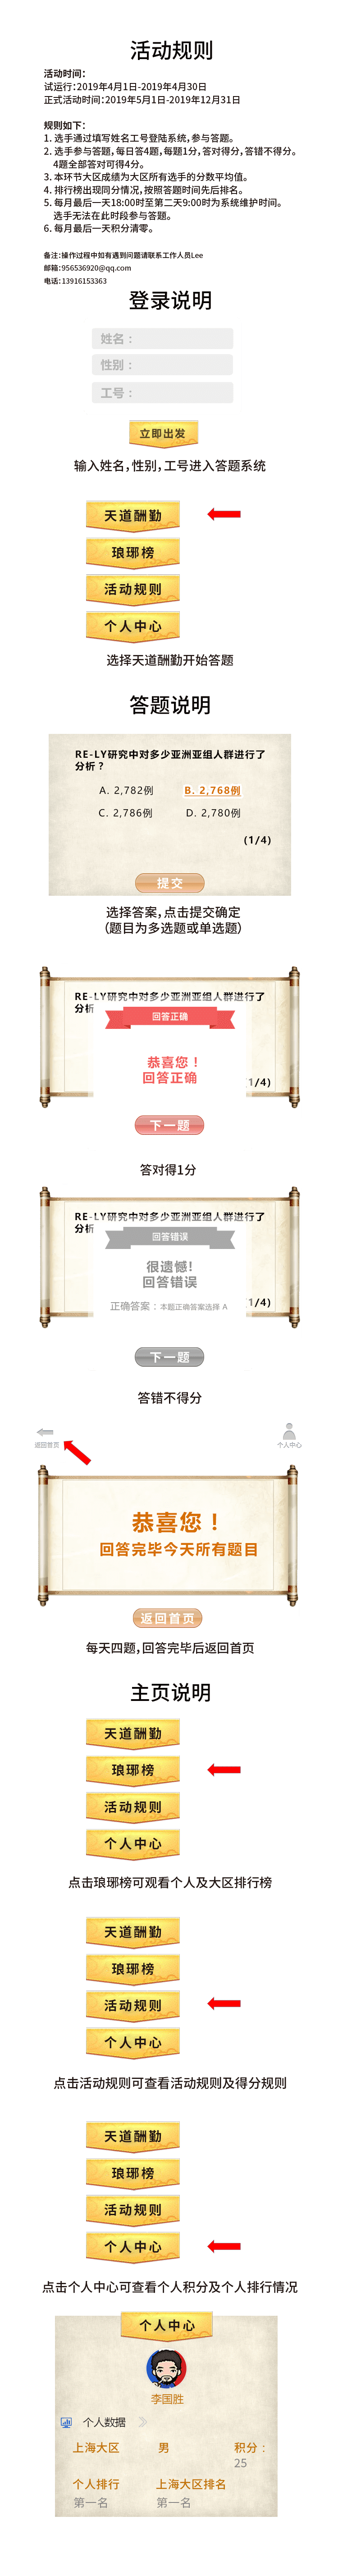 活动规则
活动时间：
试运行：2019年4月1日-2019年4月30日
正式活动时间：2019年5月1日-2019年12月31日
规则如下：
1. 选手通过填写姓名工号登陆系统，参与答题。
2. 选手参与答题，每日答4题，每题1分，答对得分，答错不得分。
4题全部答对可得4分。
3. 本环节大区成绩为大区所有选手的分数平均值。
4. 排行榜出现同分情况，按照答题时间先后排名。
5. 每月最后一天18:00时至第二天9:00时为系统维护时间。
选手无法在此时段参与答题。
6. 每月最后一天积分清零。
备注：操作过程中如有遇到问题请联系工作人员Lee
邮箱：956536920@qq.com
电话：13916153363
登录说明
姓名：
性别：
工号：
立即出发
输入姓名，性别，工号进入答题系统
天道酬勤
琅琊榜
活动规则
个人中心
选择天道酬勤开始答题
答题说明
RE-LY研究中对多少亚洲亚组人群进行了
分析？
A. 2,782例 B. 2,768例
C. 2,786例 D. 2,780例
(1/4)
提交
选择答案，点击提交确定
（题目为多选题或单选题）
RE-LY研究中对多少亚洲亚组人群进行了
分析
回答正确
恭喜您！
回答正确
1/4)
下一题
答对得1分
RE-LY研究中对多少亚洲亚组人群进行了
分析
回答错误
很遗憾!
回答错误
正确答案：本题正确答案选择 A
1/4)
下一题
答错不得分
返回首页
个人中心
恭喜您！
回答完毕今天所有题目
返回首页
每天四题，回答完毕后返回首页
主页说明
天道酬勤
琅琊榜
活动规则
个人中心
点击琅琊榜可观看个人及大区排行榜
天道酬勤
琅琊榜
活动规则
个人中心
点击活动规则可查看活动规则及得分规则
天道酬勤
琅琊榜
活动规则
个人中心
点击个人中心可查看个人积分及个人排行情况
个人中心
李国胜
个人数据
上海大区 男 积分：
25
个人排行 上海大区排名
第一名 第一名